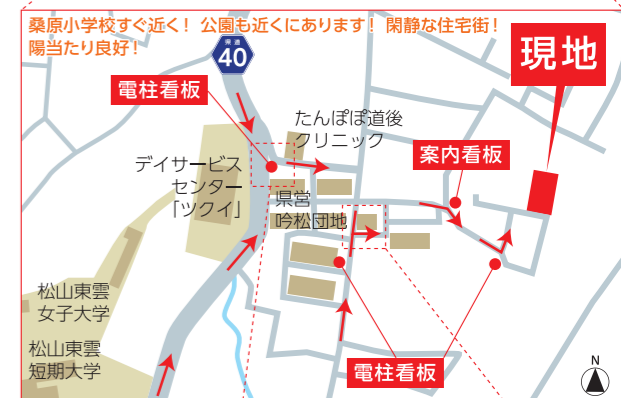 桑原小学校すぐ近く！ 公園も近くにあります！ 閑静な住宅街！
陽当たり良好！
県道
40
現地
電柱看板
たんぽぽ道後
クリニック
案内看板
デイサービス
センター
「ツクイ」
県営
吟松団地
松山東雲
女子大学
松山東雲
短期大学
電柱看板
N